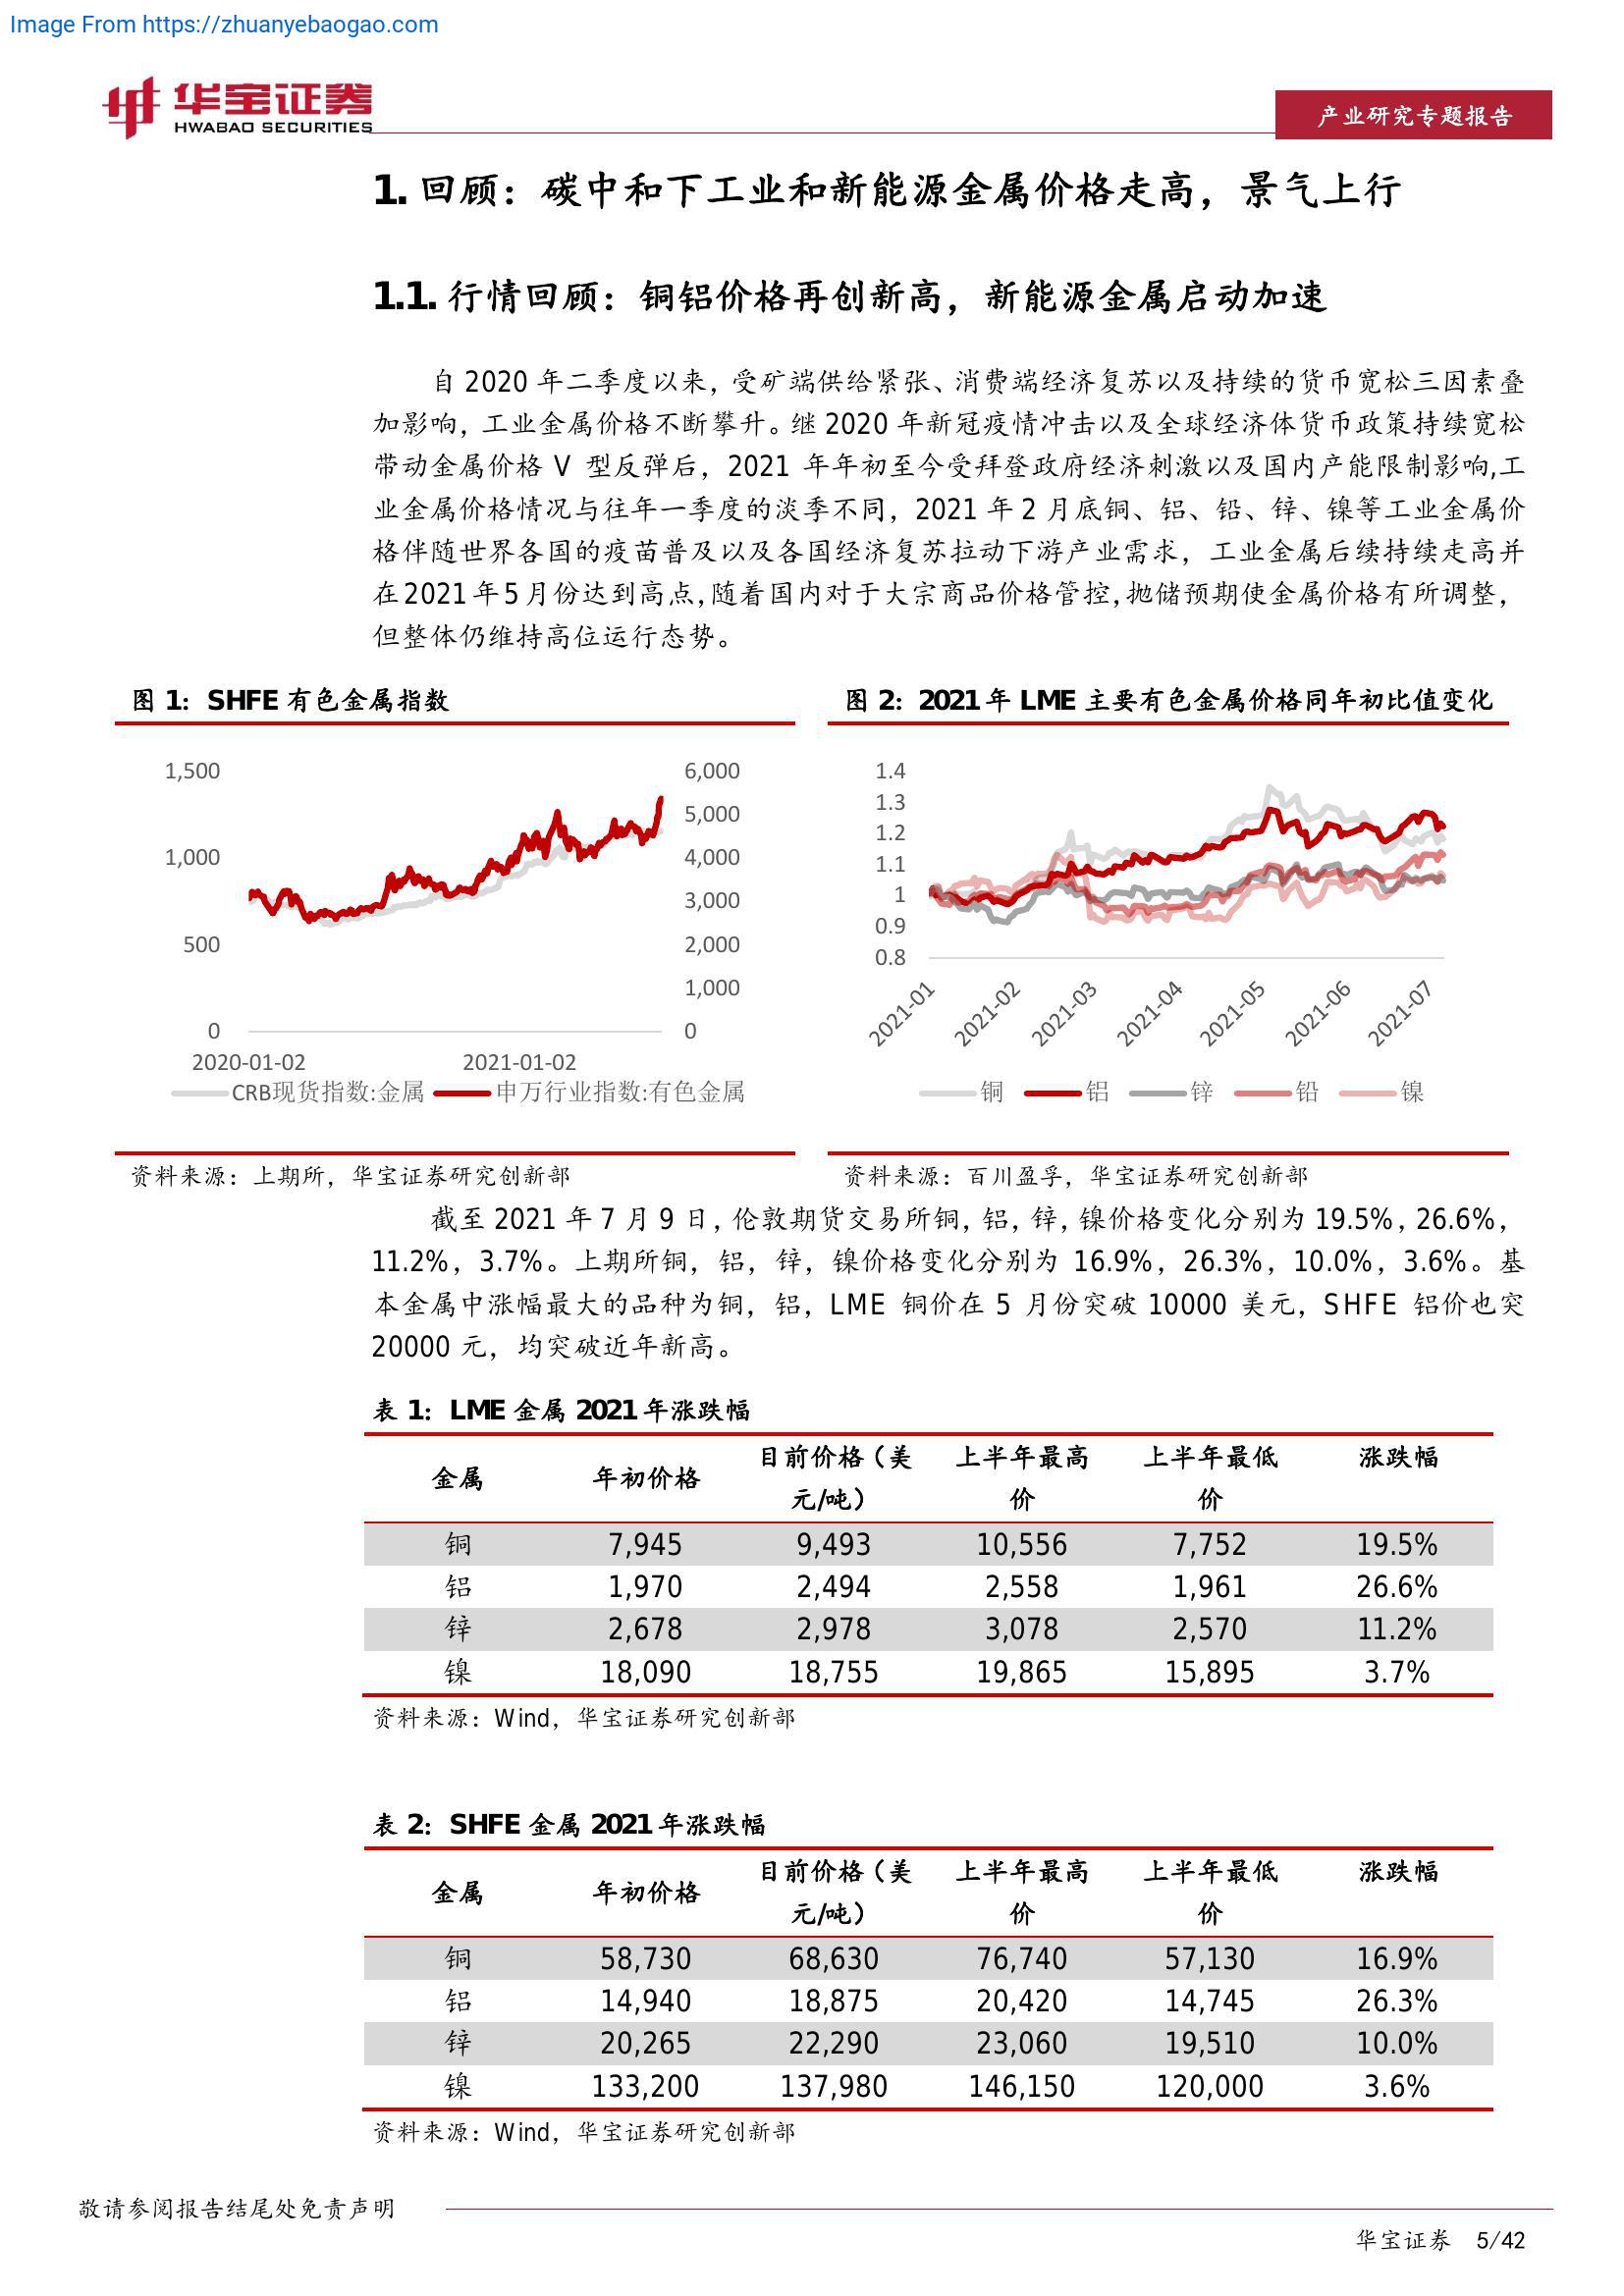 Image From https://zhuanyebaogao.com
华宝证券
HWABAO SECURITIES
产业研究专题报告
1. 回顾：碳中和下工业和新能源金属价格走高，景气上行
1.1. 行情回顾：铜铝价格再创新高，新能源金属启动加速
自 2020 年二季度以来，受矿端供给紧张、消费端经济复苏以及持续的货币宽松三因素叠
加影响，工业金属价格不断攀升。继 2020 年新冠疫情冲击以及全球经济体货币政策持续宽松
带动金属价格 V 型反弹后，2021 年年初至今受拜登政府经济刺激以及国内产能限制影响,工
业金属价格情况与往年一季度的淡季不同，2021 年 2 月底铜、铝、铅、锌、镍等工业金属价
格伴随世界各国的疫苗普及以及各国经济复苏拉动下游产业需求，工业金属后续持续走高并
在 2021 年 5 月份达到高点,随着国内对于大宗商品价格管控,抛储预期使金属价格有所调整，
但整体仍维持高位运行态势。
图 1：SHFE 有色金属指数
1,500
1,000
500
0
6,000
5,000
4,000
3,000
2,000
1,000
0
2020-01-02 2021-01-02
CRB现货指数:金属 申万行业指数:有色金属
资料来源：上期所，华宝证券研究创新部
图 2：2021 年 LME 主要有色金属价格同年初比值变化
1.4
1.3
1.2
1.1
1
0.9
0.8
2021-01 2021-02 2021-03 2021-04 2021-05 2021-06 2021-07
铜 铝 锌 铅 镍
资料来源：百川盈孚，华宝证券研究创新部
截至 2021 年 7 月 9 日，伦敦期货交易所铜，铝，锌，镍价格变化分别为 19.5%，26.6%，
11.2%，3.7%。上期所铜，铝，锌，镍价格变化分别为 16.9%，26.3%，10.0%，3.6%。基
本金属中涨幅最大的品种为铜，铝，LME 铜价在 5 月份突破 10000 美元，SHFE 铝价也突
20000 元，均突破近年新高。
表 1：LME 金属 2021 年涨跌幅
金属 年初价格 目前价格（美元/吨） 上半年最高价 上半年最低价 涨跌幅
铜 7,945 9,493 10,556 7,752 19.5%
铝 1,970 2,494 2,558 1,961 26.6%
锌 2,678 2,978 3,078 2,570 11.2%
镍 18,090 18,755 19,865 15,895 3.7%
资料来源：Wind，华宝证券研究创新部
表 2：SHFE 金属 2021 年涨跌幅
金属 年初价格 目前价格（美元/吨） 上半年最高价 上半年最低价 涨跌幅
铜 58,730 68,630 76,740 57,130 16.9%
铝 14,940 18,875 20,420 14,745 26.3%
锌 20,265 22,290 23,060 19,510 10.0%
镍 133,200 137,980 146,150 120,000 3.6%
资料来源：Wind，华宝证券研究创新部
敬请参阅报告结尾处免责声明
华宝证券 5/42